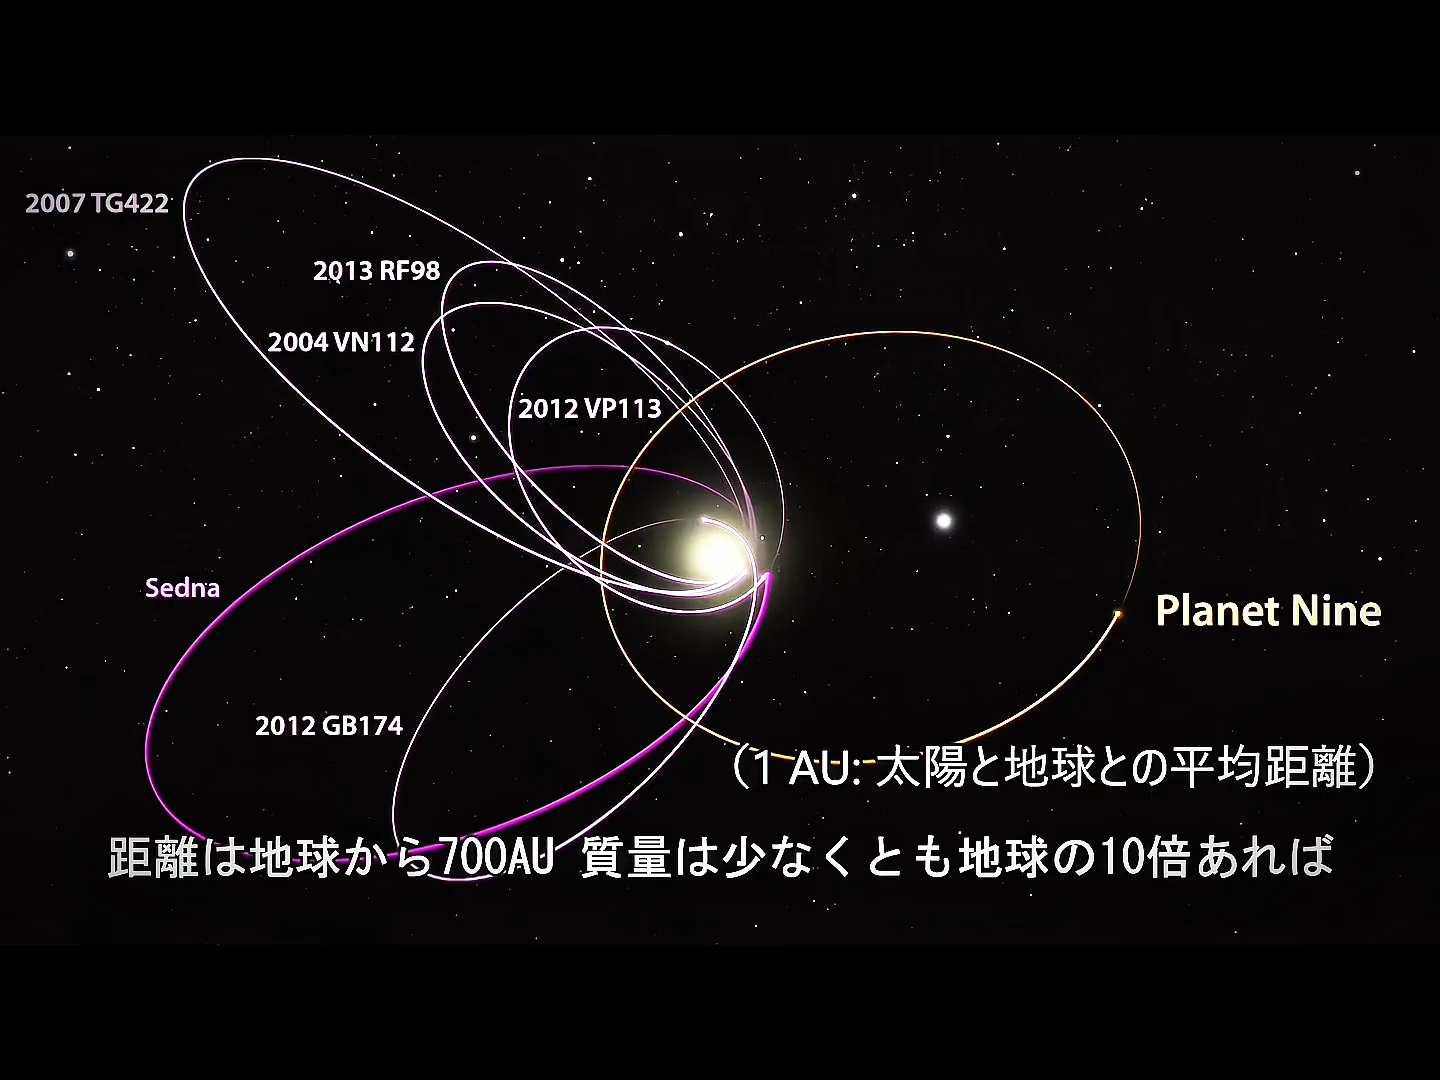 2007 TG422
2013 RF98
2004 VN112
2012 VP113
Sedna
Planet Nine
2012 GB174
（1 AU: 太陽と地球との平均距離）
距離は地球から700AU 質量は少なくとも地球の10倍あれば